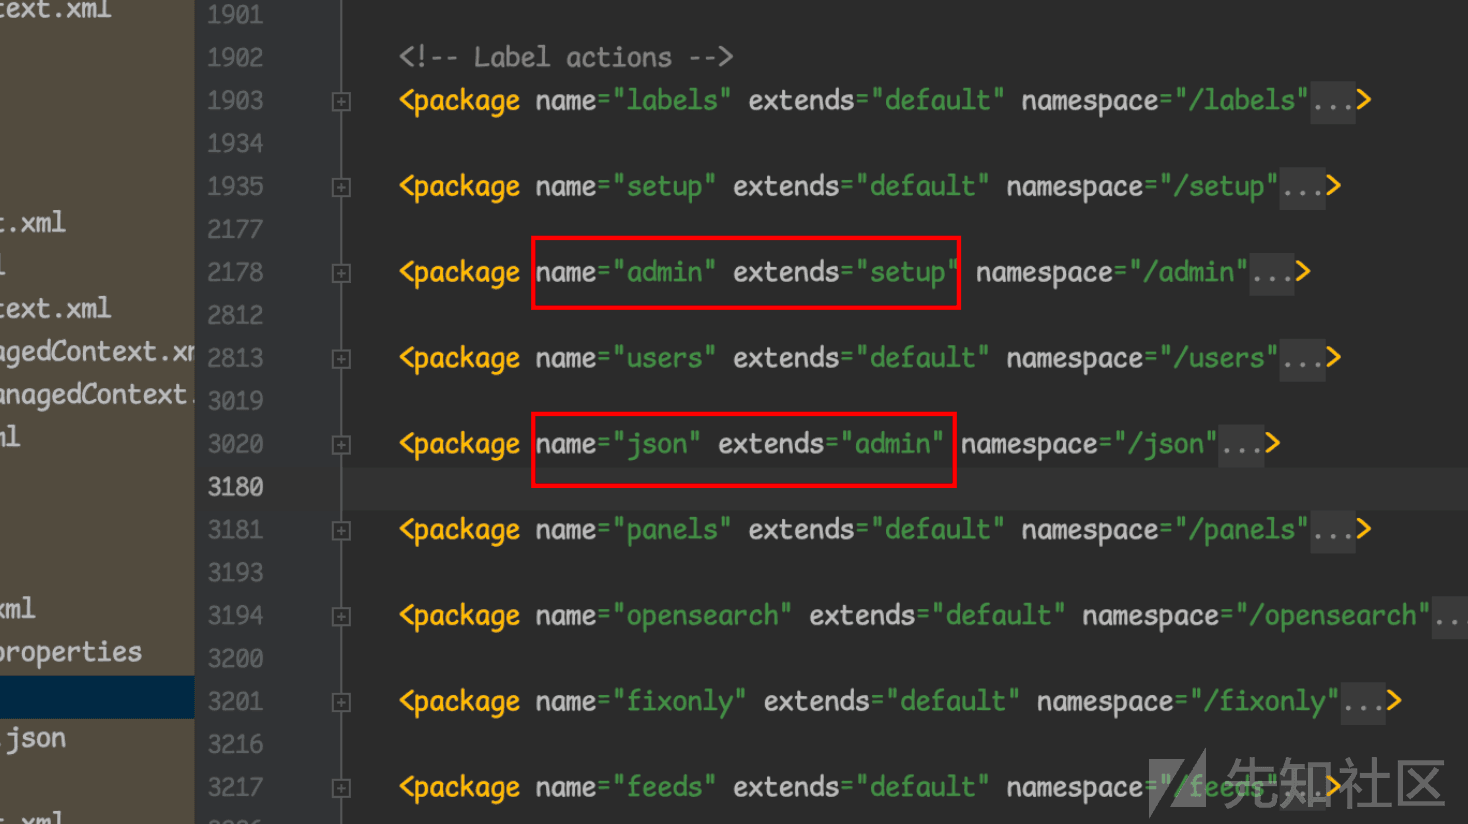 text.xml
1901
1902 <!-- Label actions -->
1903 <package name="labels" extends="default" namespace="/labels"...>
1934
1935 <package name="setup" extends="default" namespace="/setup"...>
2177
t.xml
2178 <package name="admin" extends="setup" namespace="/admin"...>
2812
text.xml
2813 <package name="users" extends="default" namespace="/users"...>
agedContext.xm
3019
anagedContext.
3020 <package name="json" extends="admin" namespace="/json"...>
ml
3180
3181 <package name="panels" extends="default" namespace="/panels"...>
3193
3194 <package name="opensearch" extends="default" namespace="/opensearch"...
xml
3200
properties
3201 <package name="fixonly" extends="default" namespace="/fixonly"...>
3216
.json
3217 <package name="feeds" extends="default" namespace="/feeds"...>
t.xml
先知社区